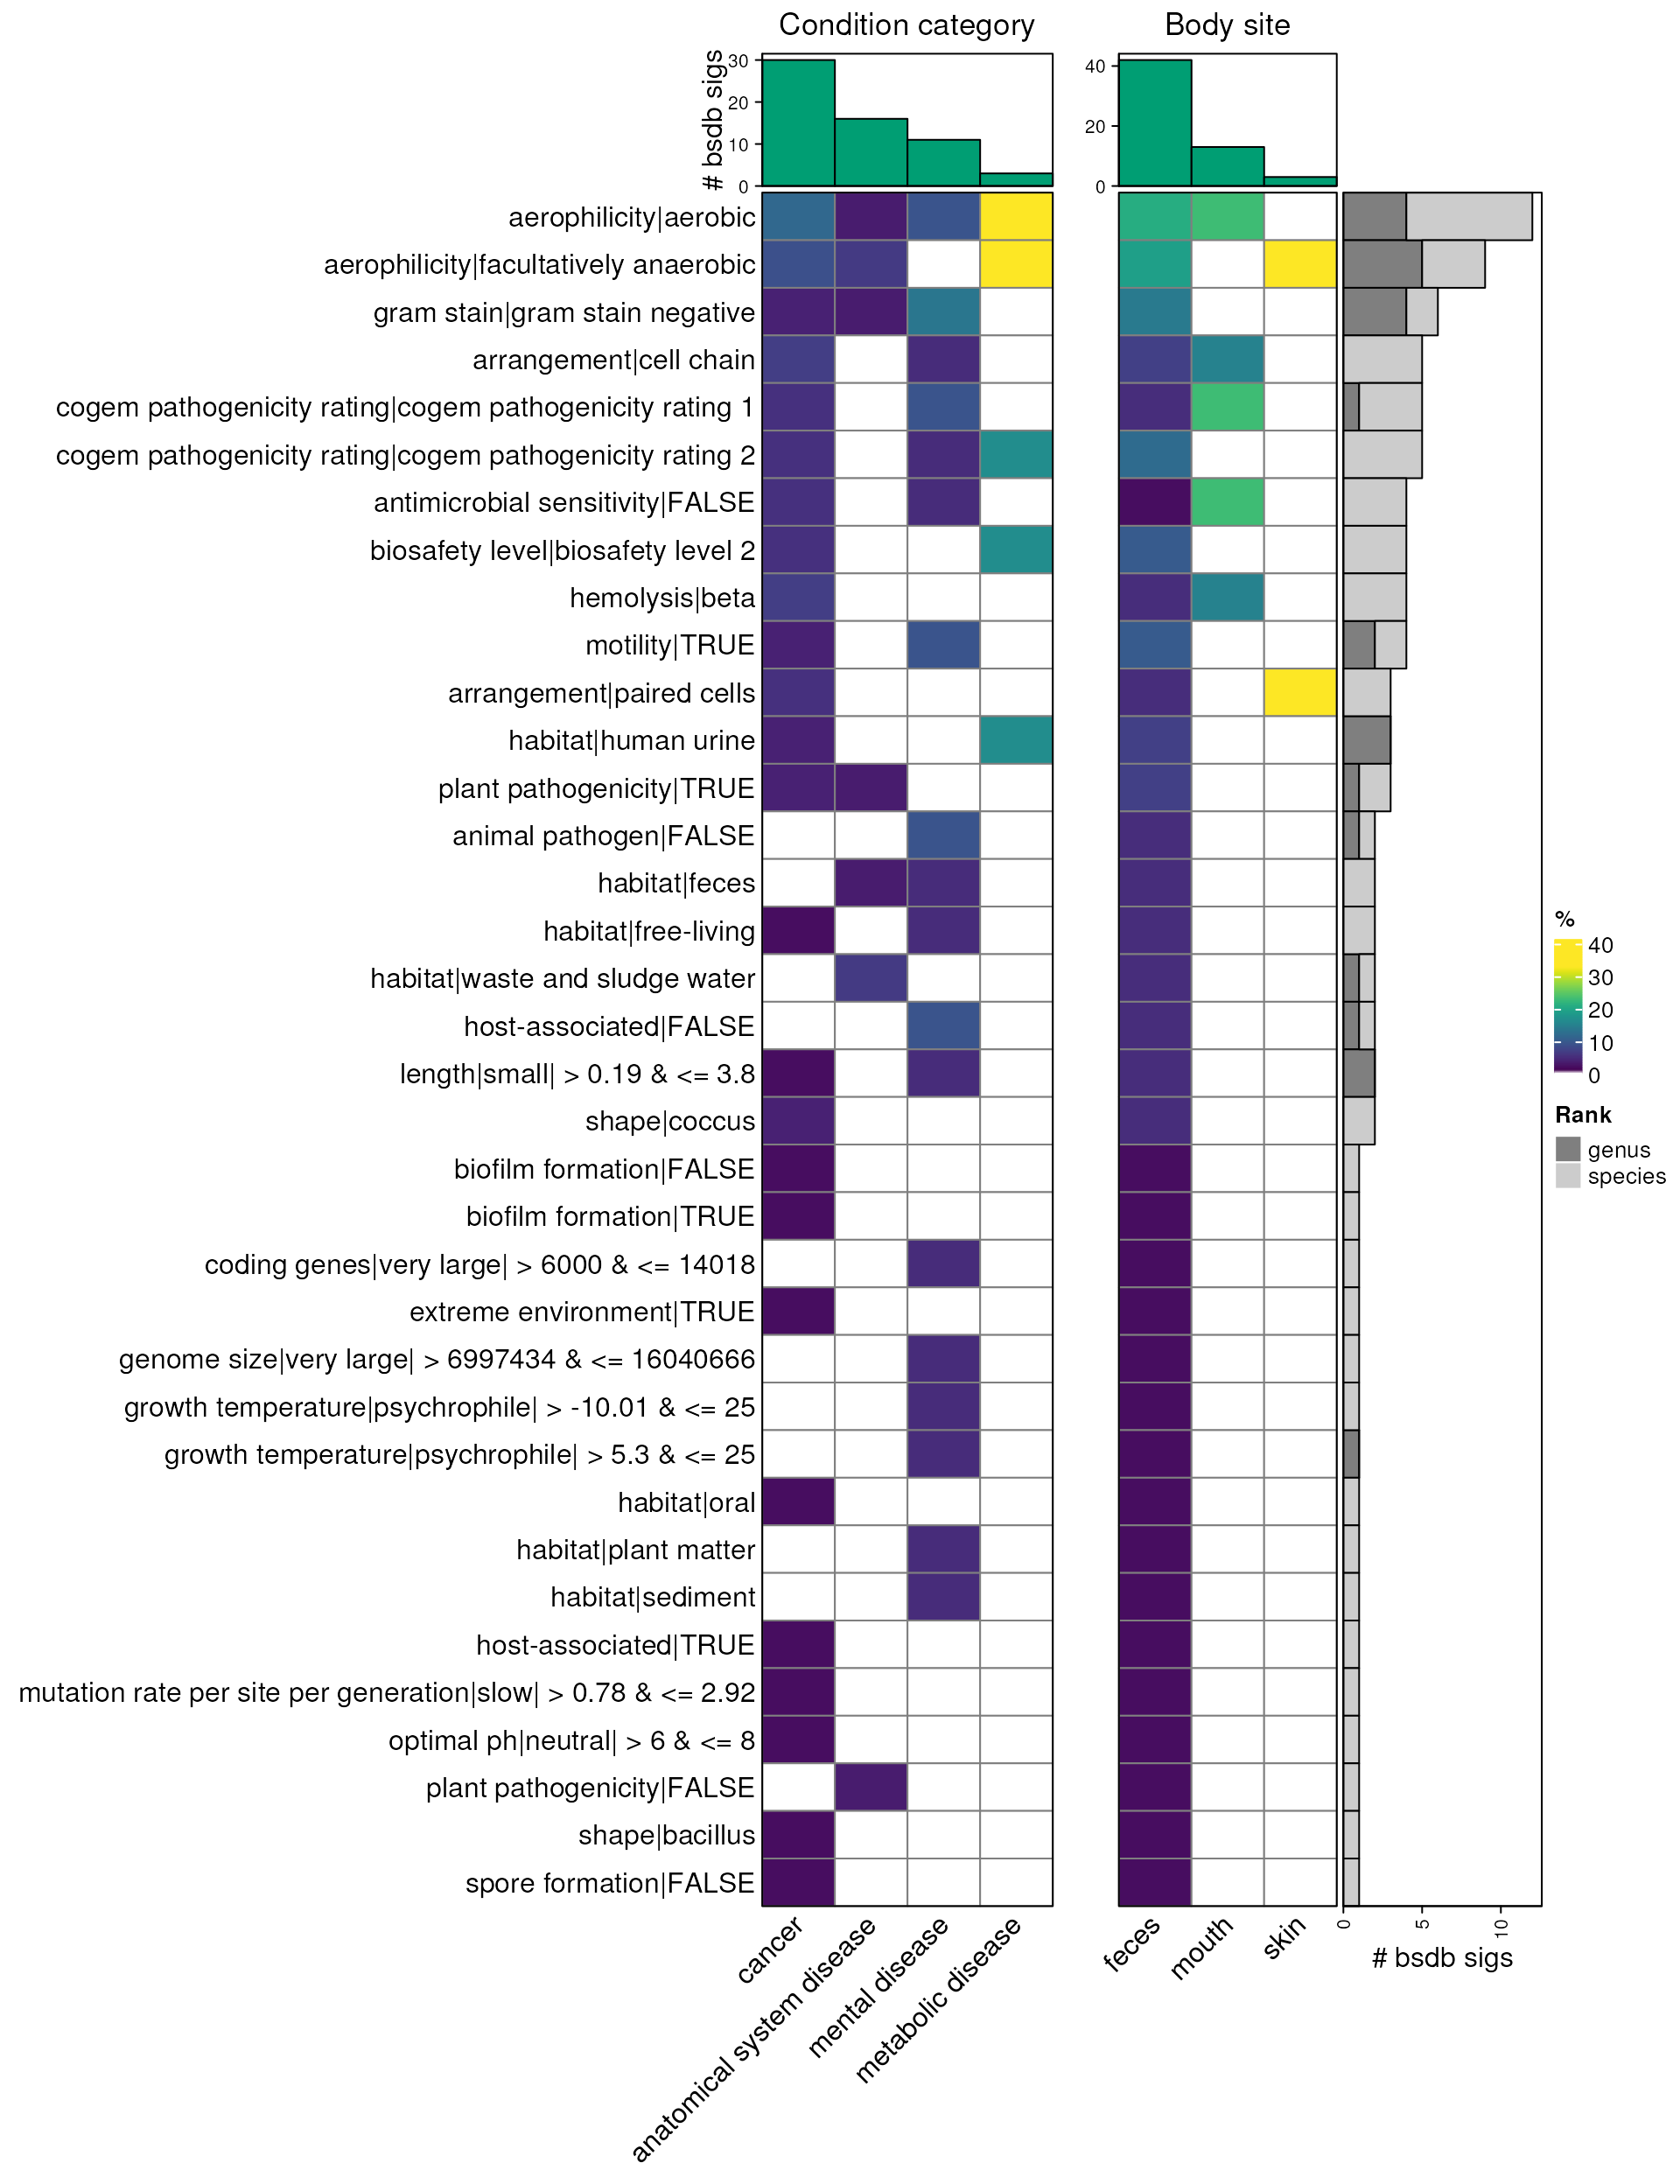 Condition category
Body site
# bsdb sigs
30
20
10
0
40
20
0
aerophilicity|aerobic
aerophilicity|facultatively anaerobic
gram stain|gram stain negative
arrangement|cell chain
cogem pathogenicity rating|cogem pathogenicity rating 1
cogem pathogenicity rating|cogem pathogenicity rating 2
antimicrobial sensitivity|FALSE
biosafety level|biosafety level 2
hemolysis|beta
motility|TRUE
arrangement|paired cells
habitat|human urine
plant pathogenicity|TRUE
animal pathogen|FALSE
habitat|feces
habitat|free-living
habitat|waste and sludge water
host-associated|FALSE
length|small| > 0.19 & <= 3.8
shape|coccus
biofilm formation|FALSE
biofilm formation|TRUE
coding genes|very large| > 6000 & <= 14018
extreme environment|TRUE
genome size|very large| > 6997434 & <= 16040666
growth temperature|psychrophile| > -10.01 & <= 25
growth temperature|psychrophile| > 5.3 & <= 25
habitat|oral
habitat|plant matter
habitat|sediment
host-associated|TRUE
mutation rate per site per generation|slow| > 0.78 & <= 2.92
optimal ph|neutral| > 6 & <= 8
plant pathogenicity|FALSE
shape|bacillus
spore formation|FALSE
cancer
anatomical system disease
mental disease
metabolic disease
feces
mouth
skin
0
5
10
# bsdb sigs
%
40
30
20
10
0
Rank
genus
species